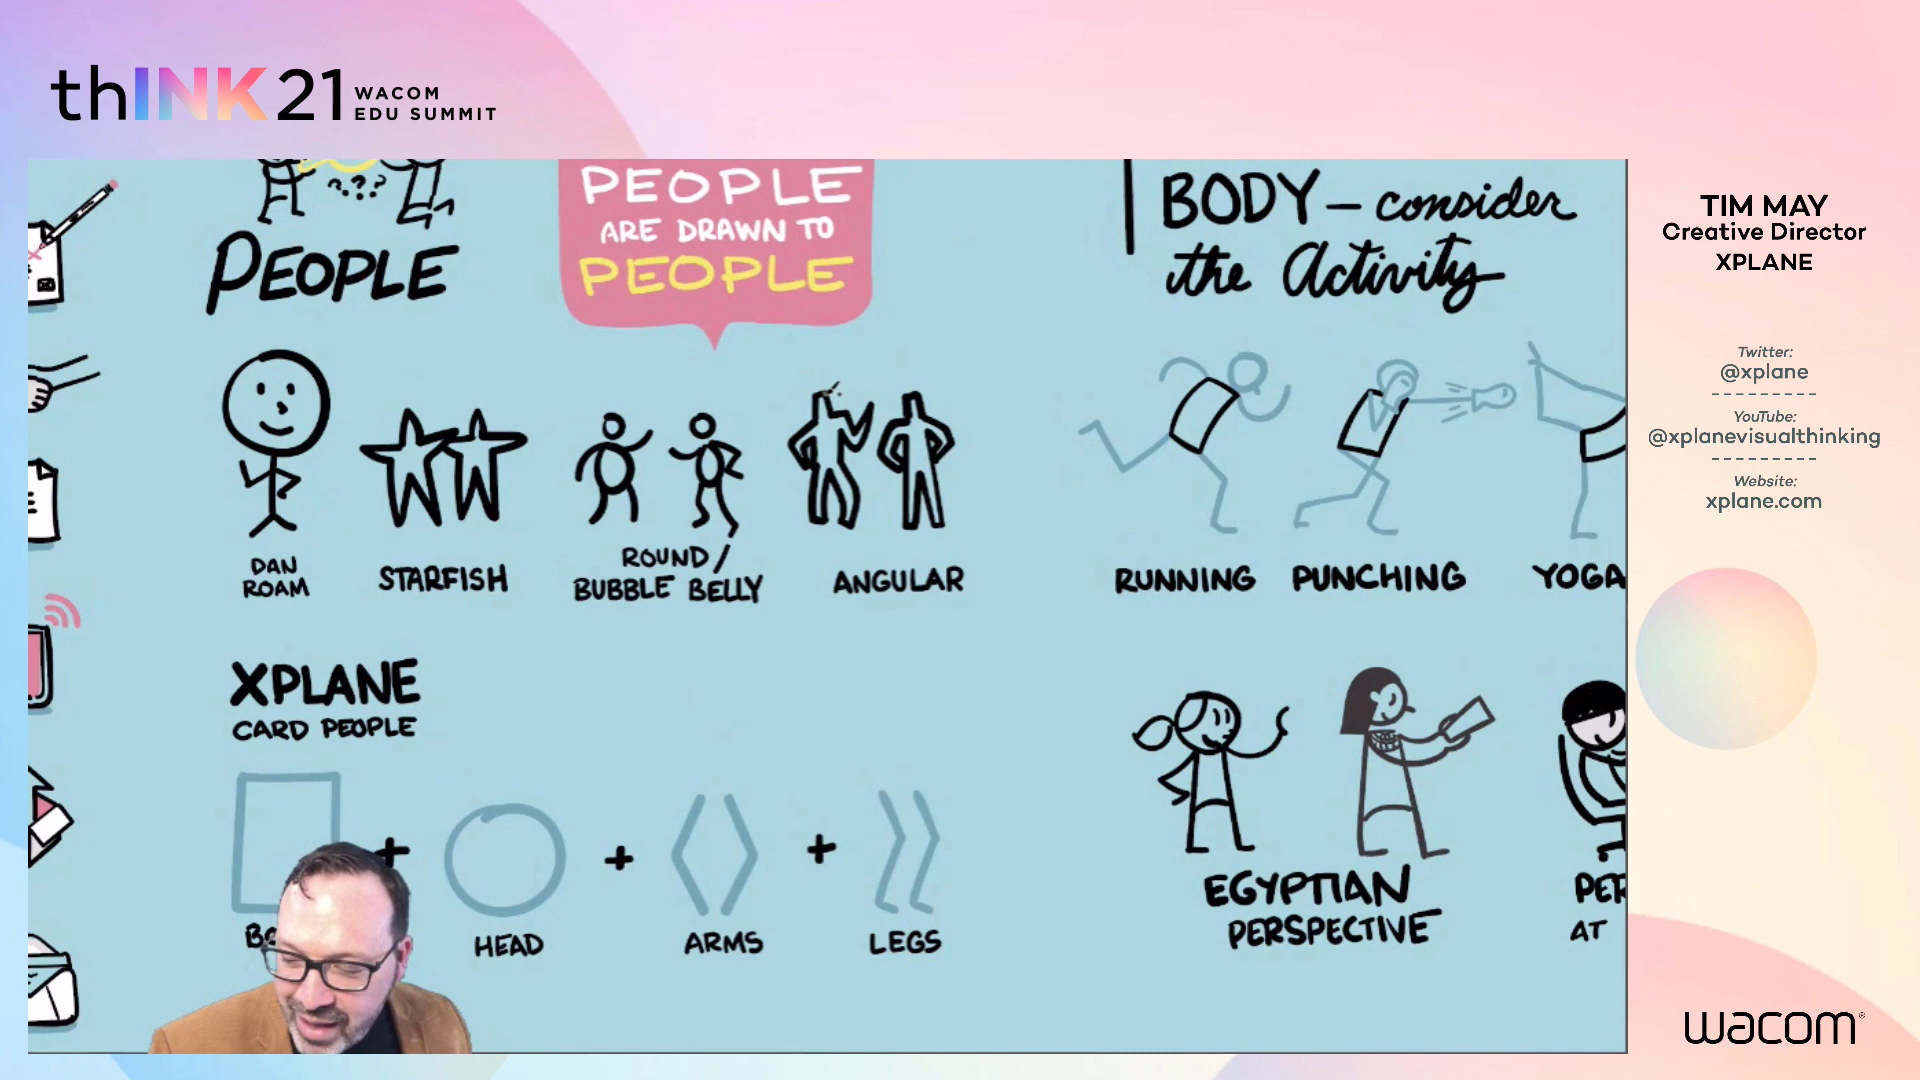 thINK21 WACOM
EDU SUMMIT
PEOPLE
???
PEOPLE
ARE DRAWN TO
PEOPLE
BODY – consider
the Activity
DAN
ROAM
STARFISH
ROUND/
BUBBLE BELLY
ANGULAR
RUNNING
PUNCHING
YOGA
XPLANE
CARD PEOPLE
+
+
+
HEAD
ARMS
LEGS
EGYPTIAN
PERSPECTIVE
AT
TIM MAY
Creative Director
XPLANE
Twitter:
@xplane
YouTube:
@xplanevisualthinking
Website:
xplane.com
wacom®